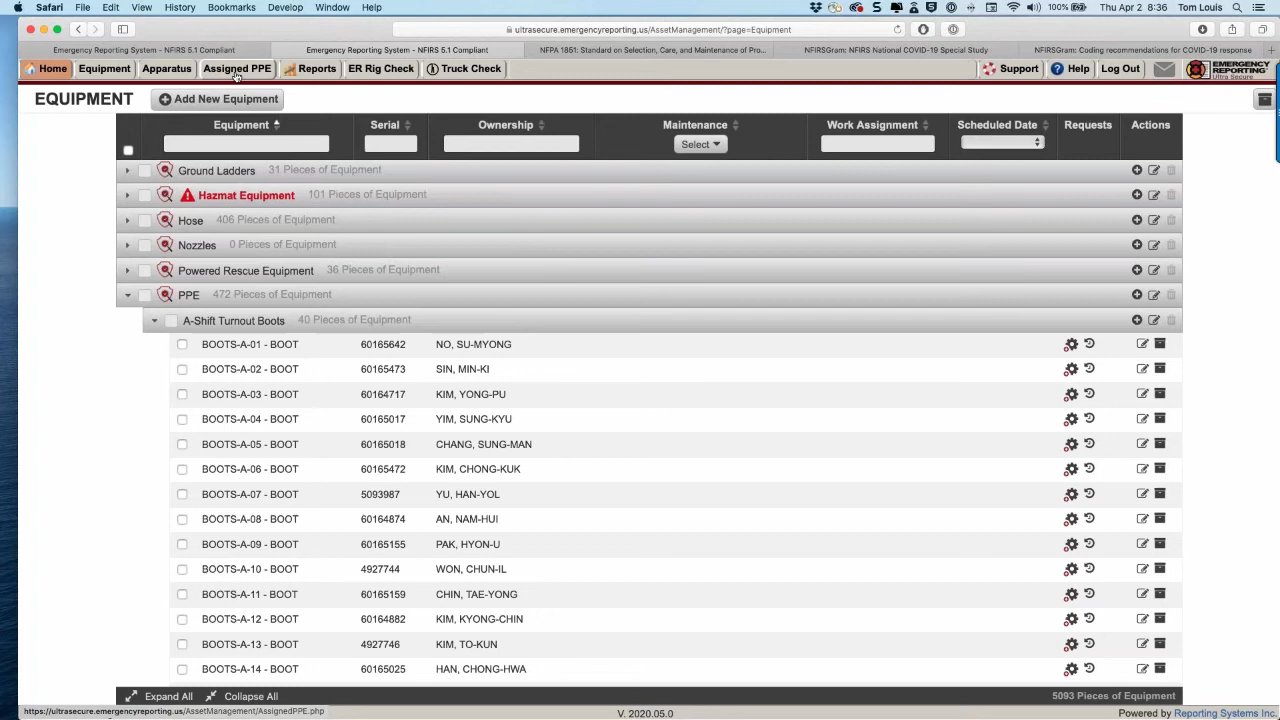 Safari File Edit View History Bookmarks Develop Window Help 100% Thu Apr 2 8:36 Tom Louis
ultrasecure.emergencyreporting.us/AssetManagement/?page=Equipment
Emergency Reporting System - NFIRS 5.1 Compliant Emergency Reporting System - NFIRS 5.1 Compliant NFPA 1851: Standard on Selection, Care, and Maintenance of Pro... NFIRSGram: NFIRS National COVID-19 Special Study NFIRSGram: Coding recommendations for COVID-19 response
Home Equipment Apparatus Assigned PPE Reports ER Rig Check Truck Check Support Help Log Out EMERGENCY REPORTING Ultra Secure
EQUIPMENT Add New Equipment
Equipment Serial Ownership Maintenance Work Assignment Scheduled Date Requests Actions
Select
Ground Ladders 31 Pieces of Equipment
Hazmat Equipment 101 Pieces of Equipment
Hose 406 Pieces of Equipment
Nozzles 0 Pieces of Equipment
Powered Rescue Equipment 36 Pieces of Equipment
PPE 472 Pieces of Equipment
A-Shift Turnout Boots 40 Pieces of Equipment
BOOTS-A-01 - BOOT 60165642 NO, SU-MYONG
BOOTS-A-02 - BOOT 60165473 SIN, MIN-KI
BOOTS-A-03 - BOOT 60164717 KIM, YONG-PU
BOOTS-A-04 - BOOT 60165017 YIM, SUNG-KYU
BOOTS-A-05 - BOOT 60165018 CHANG, SUNG-MAN
BOOTS-A-06 - BOOT 60165472 KIM, CHONG-KUK
BOOTS-A-07 - BOOT 5093987 YU, HAN-YOL
BOOTS-A-08 - BOOT 60164874 AN, NAM-HUI
BOOTS-A-09 - BOOT 60165155 PAK, HYON-U
BOOTS-A-10 - BOOT 4927744 WON, CHUN-IL
BOOTS-A-11 - BOOT 60165159 CHIN, TAE-YONG
BOOTS-A-12 - BOOT 60164882 KIM, KYONG-CHIN
BOOTS-A-13 - BOOT 4927746 KIM, TO-KUN
BOOTS-A-14 - BOOT 60165025 HAN, CHONG-HWA
Expand All Collapse All 5093 Pieces of Equipment
https://ultrasecure.emergencyreporting.us/AssetManagement/AssignedPPE.php V. 2020.05.0 Powered by Reporting Systems Inc.